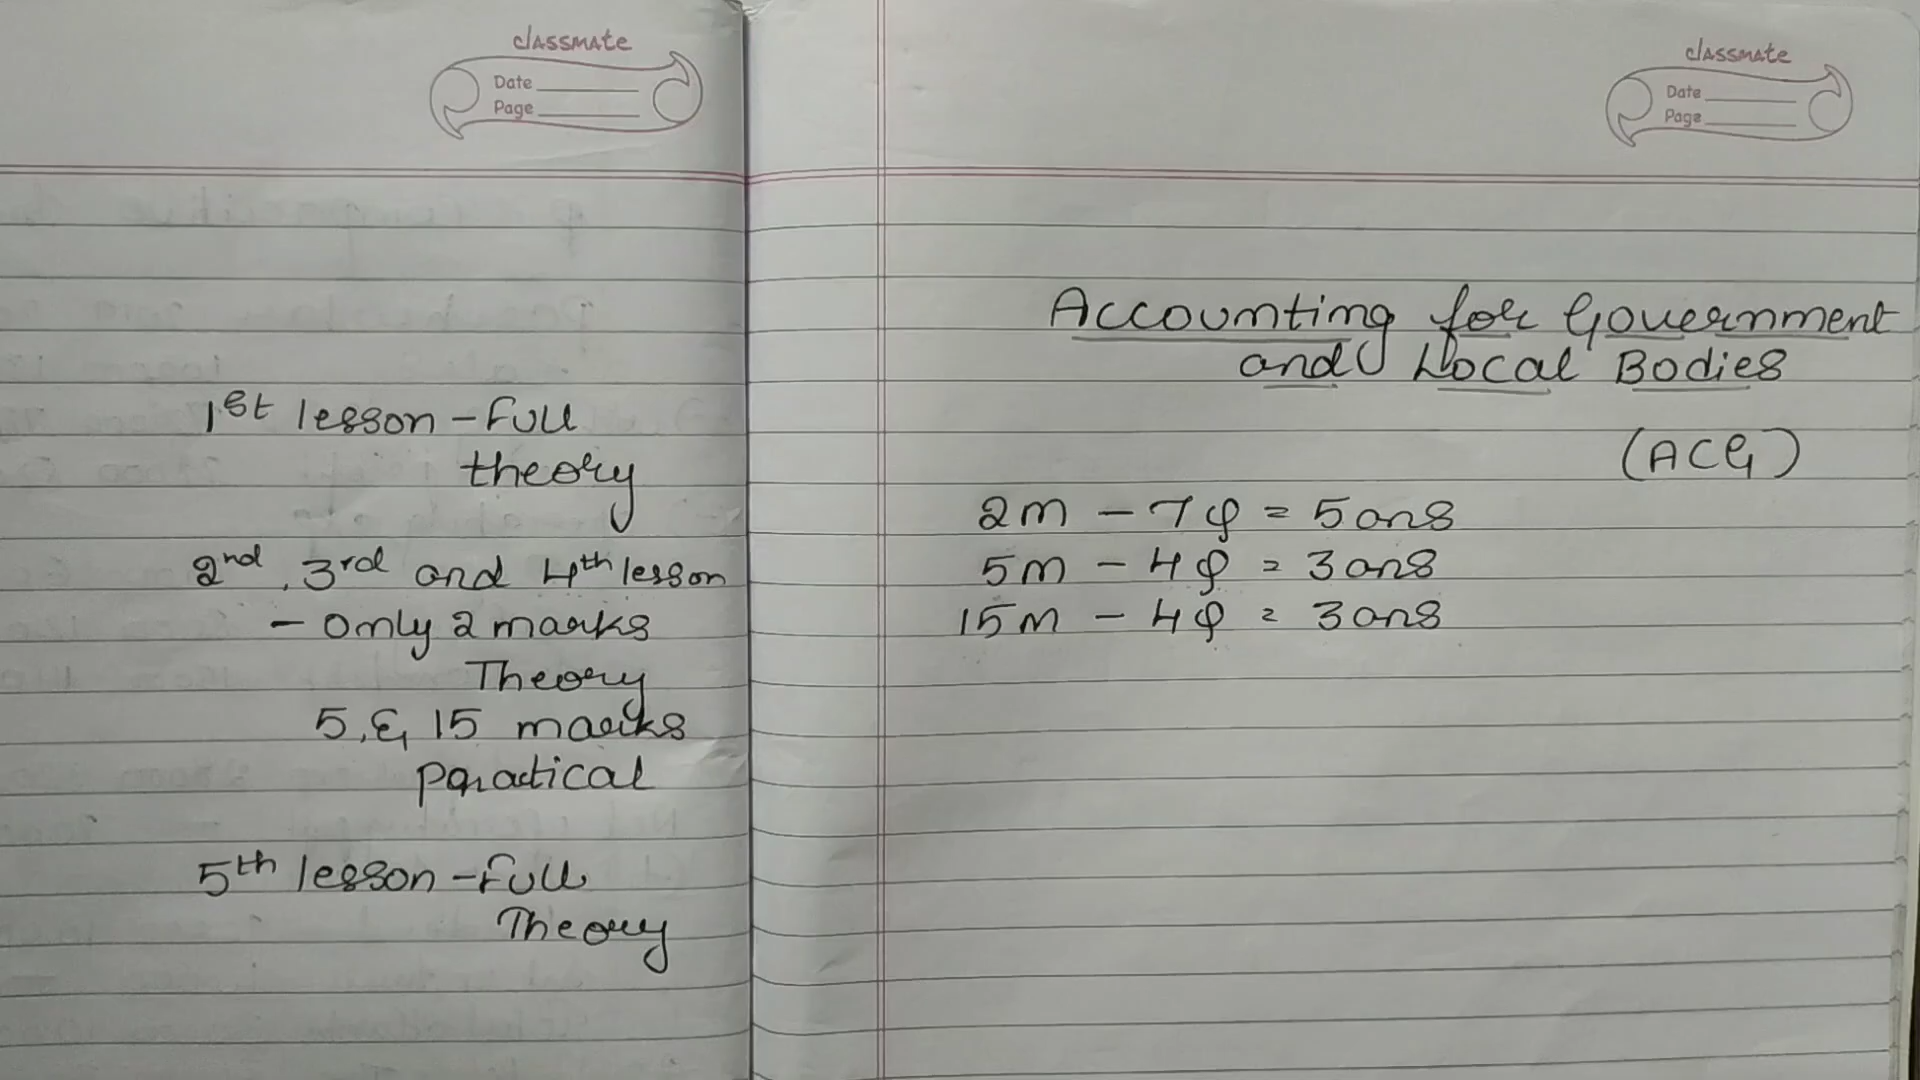 classmate
Date
Page
1st lesson - Full
theory
2nd, 3rd and 4th lesson
- Only 2 marks
Theory
5, & 15 marks
practical
5th lesson - Full
Theory
classmate
Date
Page
Accounting for Government
and Local Bodies
(ACG)
2m - 7Q = 5ans
5m - 4Q = 3ans
15m - 4Q = 3ans